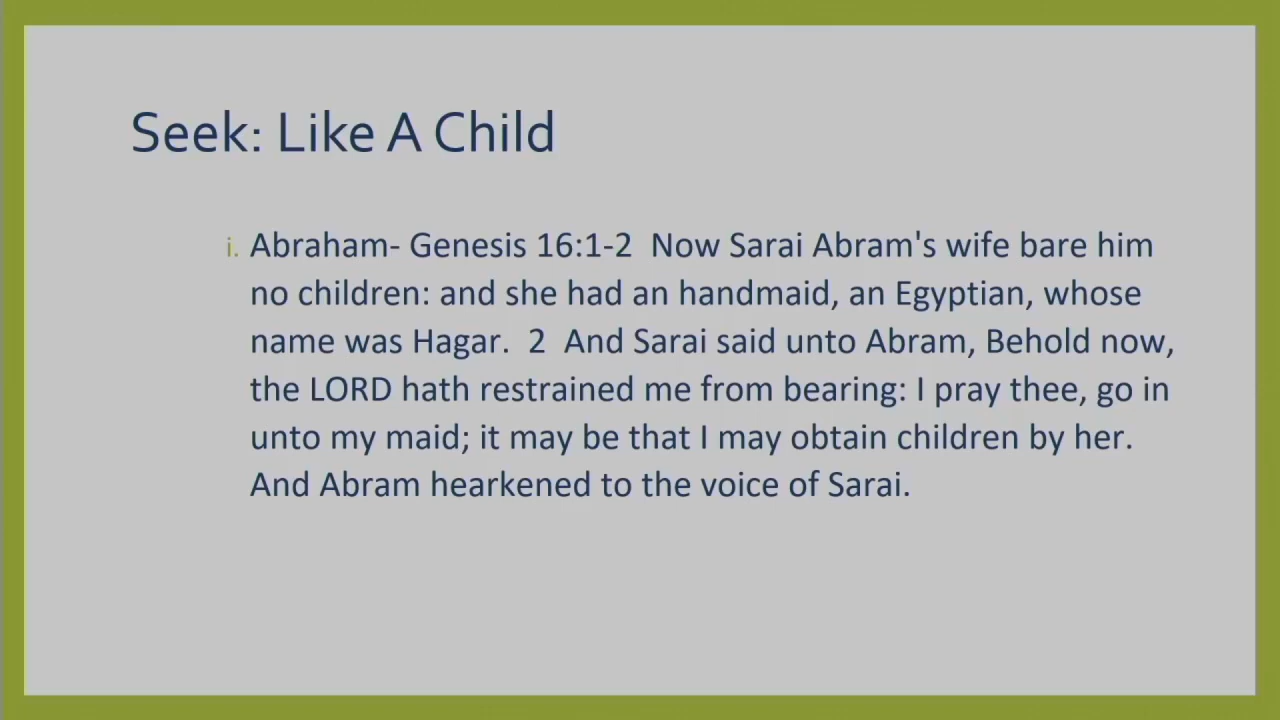 Seek: Like A Child
i. Abraham- Genesis 16:1-2  Now Sarai Abram's wife bare him
no children: and she had an handmaid, an Egyptian, whose
name was Hagar.  2  And Sarai said unto Abram, Behold now,
the LORD hath restrained me from bearing: I pray thee, go in
unto my maid; it may be that I may obtain children by her.
And Abram hearkened to the voice of Sarai.